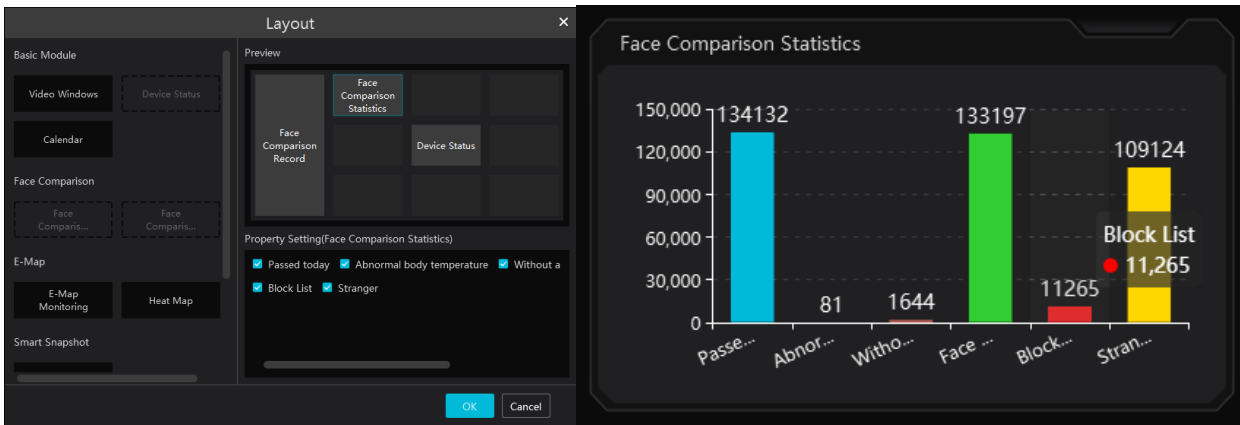 Layout
×
Basic Module
Video Windows
Device Status
Calendar
Face Comparison
Face
Comparis...
Face
Comparis...
E-Map
E-Map
Monitoring
Heat Map
Smart Snapshot
Preview
Face
Comparison
Record
Face
Comparison
Statistics
Device Status
Property Setting(Face Comparison Statistics)
Passed today
Abnormal body temperature
Without a
Block List
Stranger
OK
Cancel
Face Comparison Statistics
150,000
120,000
90,000
60,000
30,000
0
134132
81
1644
133197
11265
109124
Block List
11,265
Passe...
Abnor...
Witho...
Face ...
Block...
Stran...